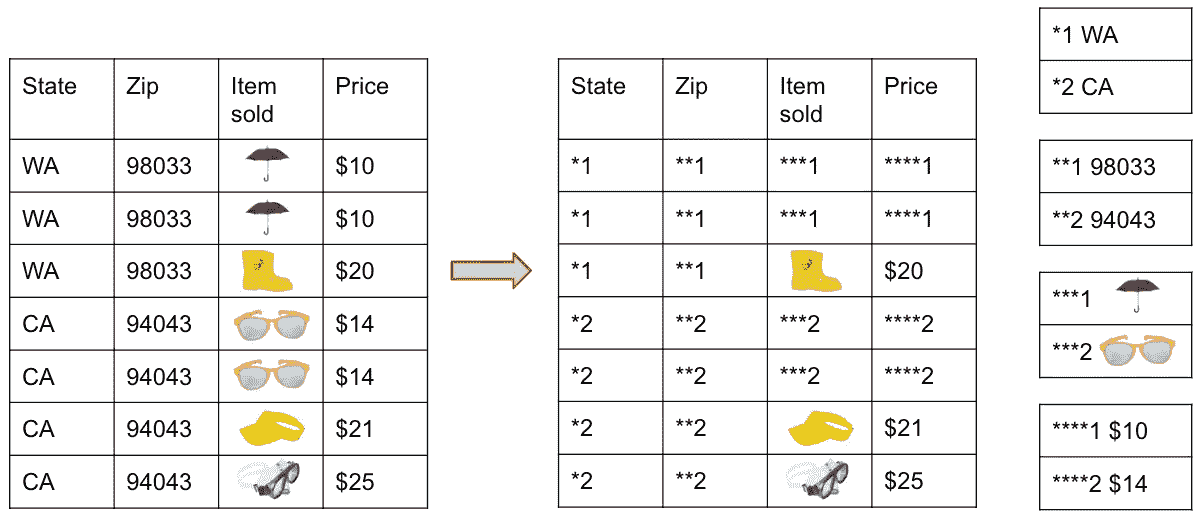 State Zip Item sold Price
WA 98033 $10
WA 98033 $10
WA 98033 $20
CA 94043 $14
CA 94043 $14
CA 94043 $21
CA 94043 $25
State Zip Item sold Price
*1 **1 ***1 ****1
*1 **1 ***1 ****1
*1 **1 $20
*2 **2 ***2 ****2
*2 **2 ***2 ****2
*2 **2 $21
*2 **2 $25
*1 WA
*2 CA
**1 98033
**2 94043
***1
***2
****1 $10
****2 $14